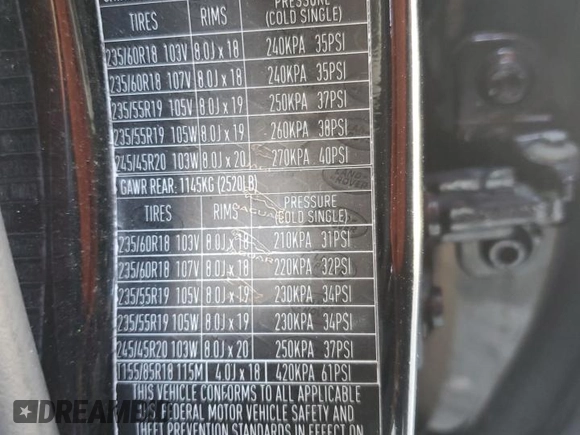 TIRES RIMS PRESSURE (COLD SINGLE)
235/60R18 103V 8.0J x 18 240KPA 35PSI
235/60R18 107V 8.0J x 18 240KPA 35PSI
235/55R19 105V 8.0J x 19 250KPA 37PSI
235/55R19 105W 8.0J x 19 260KPA 38PSI
245/45R20 103W 8.0J x 20 270KPA 40PSI
GAWR REAR: 1145KG (2520LB)
TIRES RIMS PRESSURE (COLD SINGLE)
235/60R18 103V 8.0J x 18 210KPA 31PSI
235/60R18 107V 8.0J x 18 220KPA 32PSI
235/55R19 105V 8.0J x 19 230KPA 34PSI
235/55R19 105W 8.0J x 19 230KPA 34PSI
245/45R20 103W 8.0J x 20 250KPA 37PSI
T155/85R18 115M 4.0J x 18 420KPA 61PSI
THIS VEHICLE CONFORMS TO ALL APPLICABLE
FEDERAL MOTOR VEHICLE SAFETY AND
THEFT PREVENTION STANDARDS IN EFFECT ON
LAND ROVER
JAGUAR